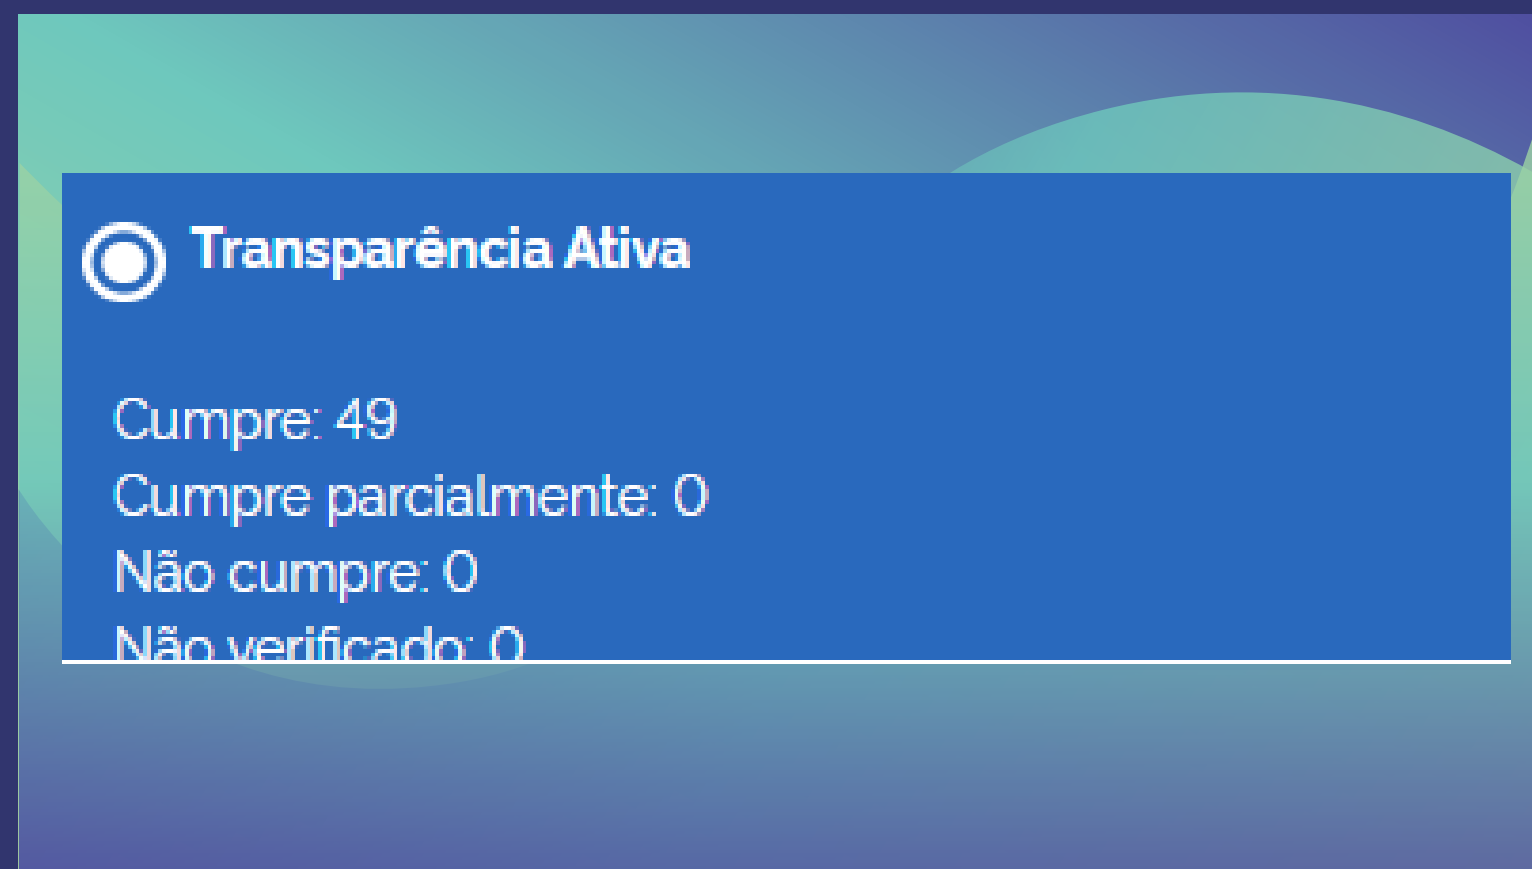 Transparência Ativa
Cumpre: 49
Cumpre parcialmente: 0
Não cumpre: 0
Não verificado: 0